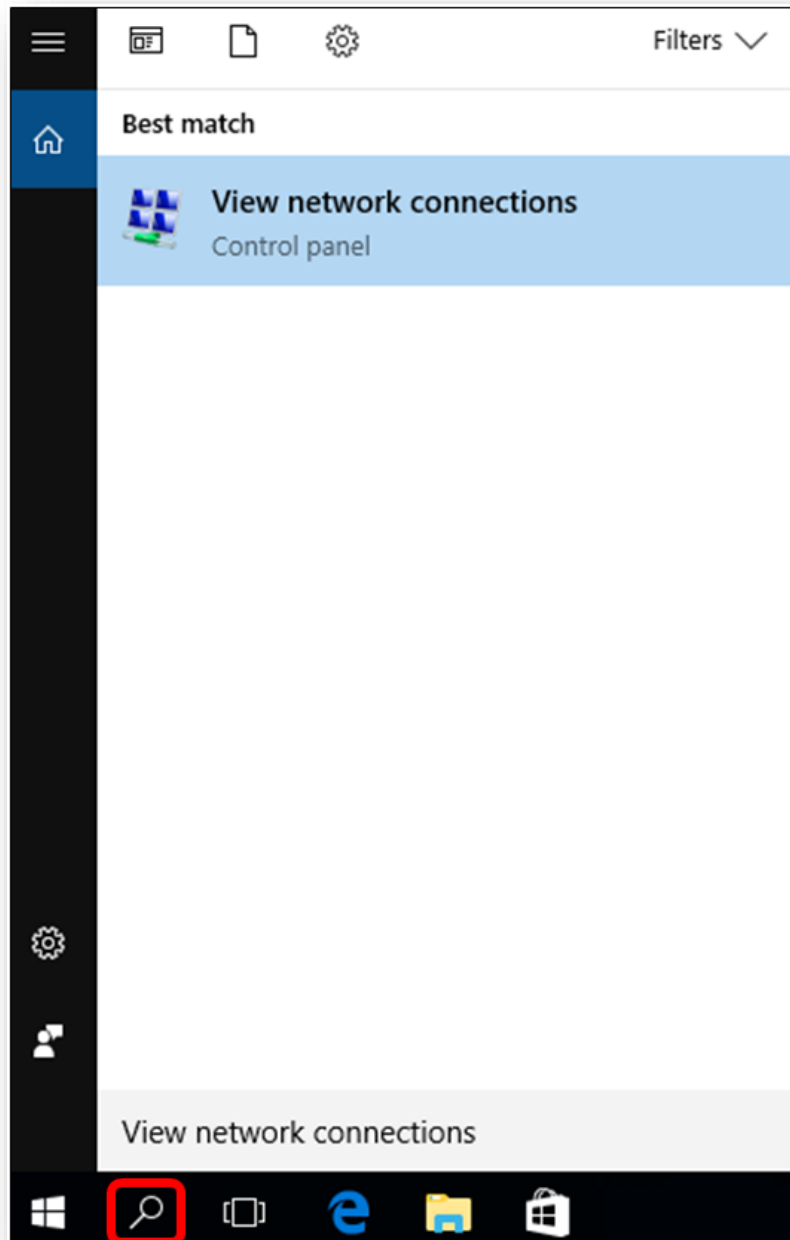 Filters
Best match
View network connections
Control panel
View network connections